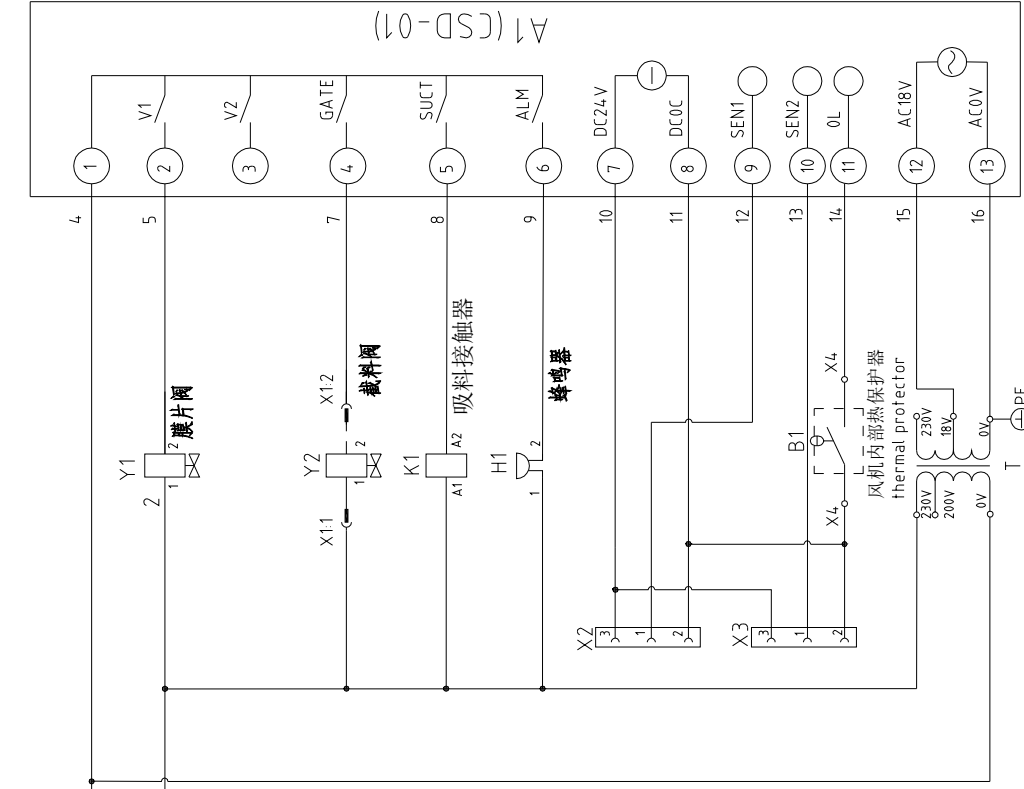 A1(CSD-01)
V1
V2
GATE
SUCT
ALM
DC24V
DC0C
SEN1
SEN2
0L
AC18V
AC0V
1
2
3
4
5
6
7
8
9
10
11
12
13
4
5
7
8
9
10
11
12
13
14
15
16
Y1
2
1
2
膜片阀
X1:2
截料阀
Y2
2
1
X1:1
吸料接触器
K1
A2
A1
蜂鸣器
H1
2
1
X4
B1
X4
风机内部热保护器
thermal protector
230V
18V
0V
PE
230V
200V
0V
T
X2
3
1
2
X3
3
1
2